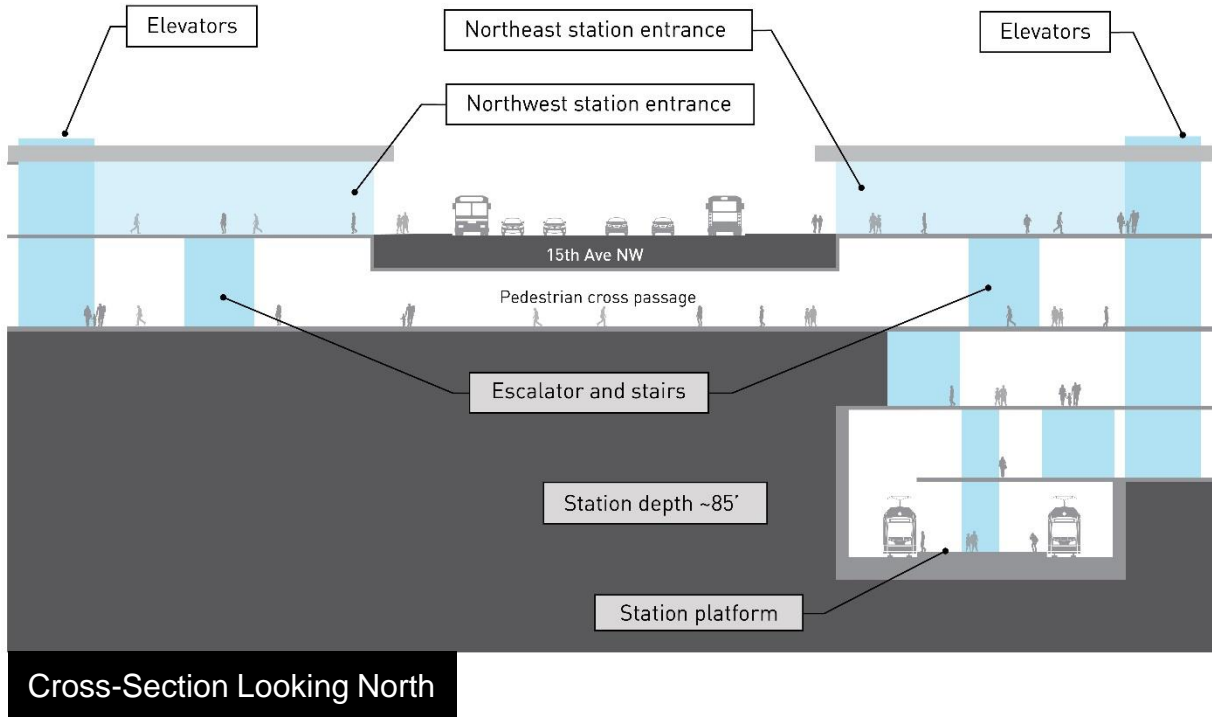 Elevators
Northeast station entrance
Elevators
Northwest station entrance
15th Ave NW
Pedestrian cross passage
Escalator and stairs
Station depth ~85’
Station platform
Cross-Section Looking North